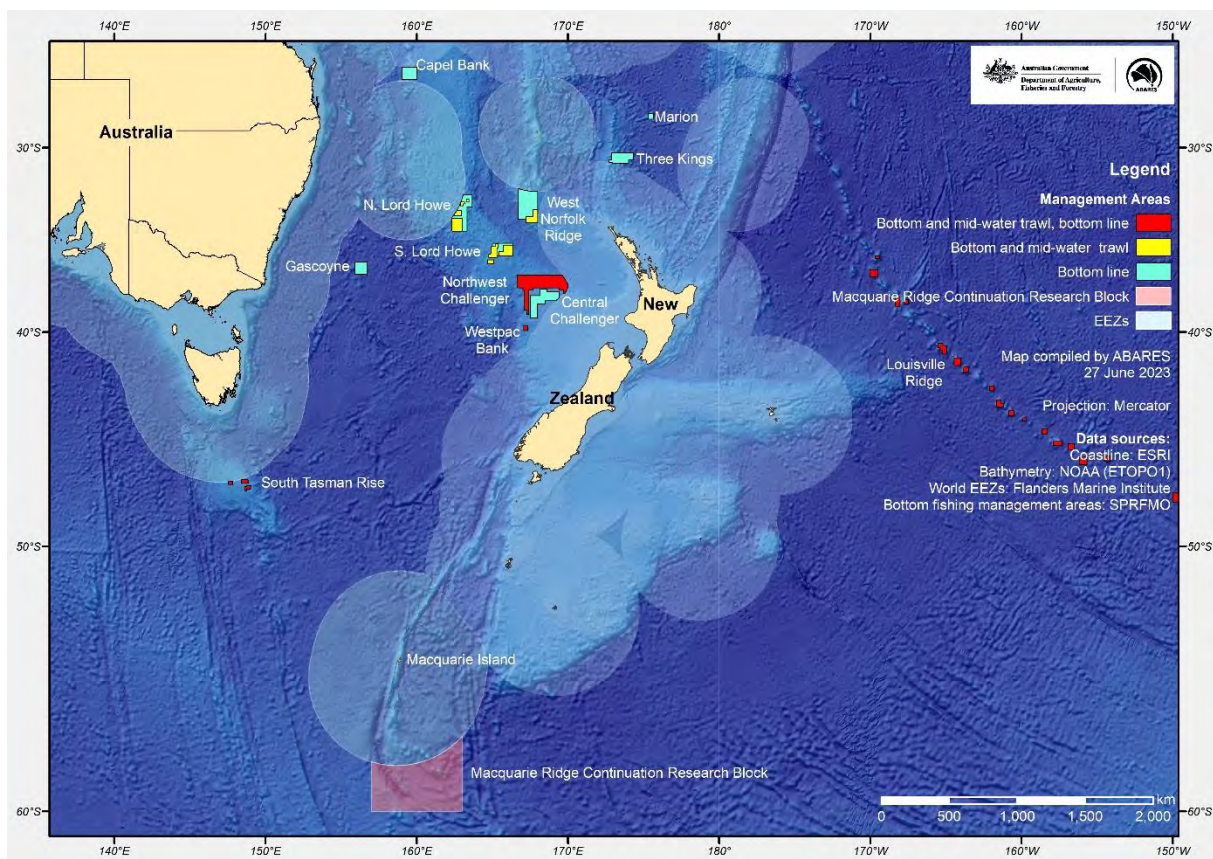 140°E 150°E 160°E 170°E 180° 170°W 160°W 150°W
Australian Government
Department of Agriculture,
Fisheries and Forestry
ABARES
Capel Bank
Marion
Australia
30°S
30°S
Three Kings
Legend
Management Areas
N. Lord Howe
West
Norfolk
Ridge
Bottom and mid-water trawl, bottom line
S. Lord Howe
Bottom and mid-water trawl
Gascoyne
Bottom line
Northwest
Challenger
Central
Challenger
New
Macquarie Ridge Continuation Research Block
EEZs
40°S
Westpac
Bank
40°S
Louisville
Ridge
Map compiled by ABARES
27 June 2023
Zealand
Projection: Mercator
Data sources:
Coastline: ESRI
Bathymetry: NOAA (ETOPO1)
World EEZs: Flanders Marine Institute
Bottom fishing management areas: SPRFMO
South Tasman Rise
50°S
50°S
Macquarie Island
Macquarie Ridge Continuation Research Block
km
0 500 1,000 1,500 2,000
60°S
60°S
140°E 150°E 160°E 170°E 180° 170°W 160°W 150°W